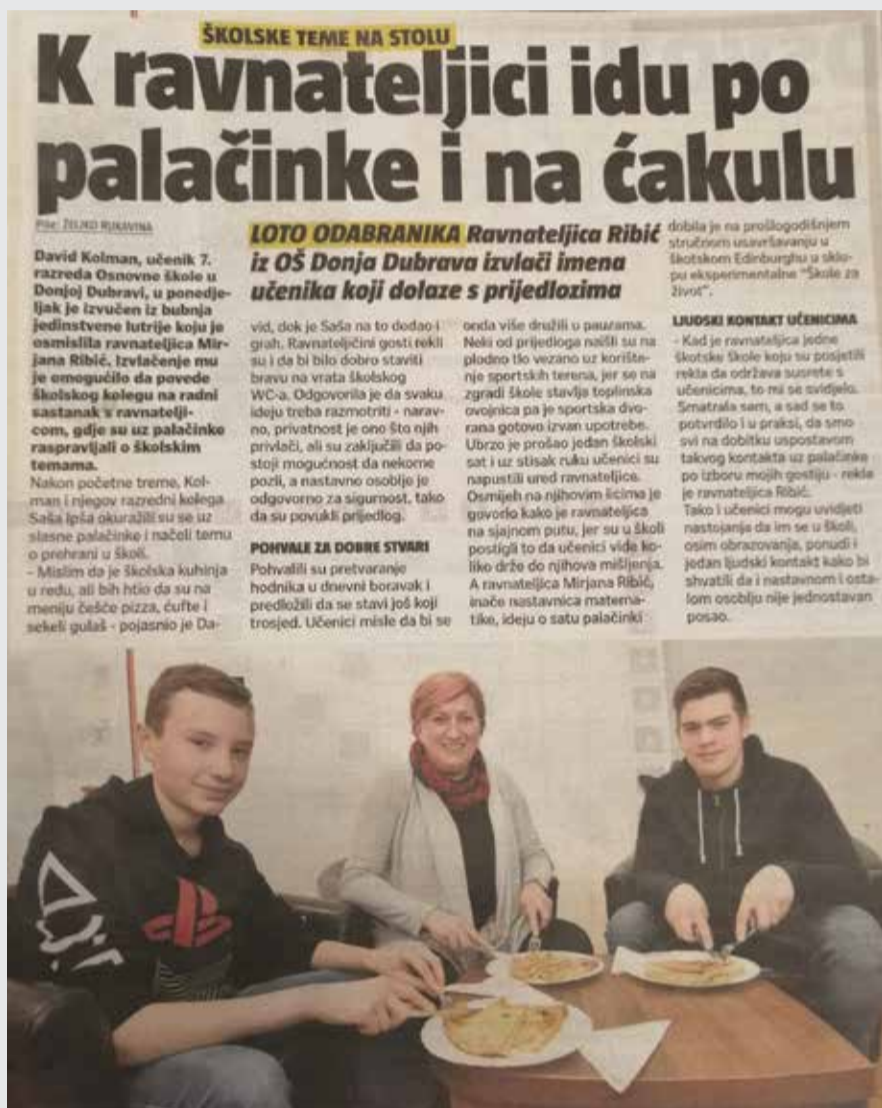 ŠKOLSKE TEME NA STOLU
K ravnateljici idu po
palačinke i na ćakulu
Piše: ŽELJKO RUKAVINA
David Kolman, učenik 7.
razreda Osnovne škole u
Donjoj Dubravi, u ponedje-
ljak je izvučen iz bubnja
jedinstvene lutrije koju je
osmislila ravnateljica Mir-
jana Ribić. Izvlačenje mu
je omogućilo da povede
školskog kolegu na radni
sastanak s ravnatelji-
com, gdje su uz palačinke
raspravljali o školskim
temama.
Nakon početne treme, Kol-
man i njegov razredni kolega
Saša Ipša okuražili su se uz
slasne palačinke i načeli temu
o prehrani u školi.
- Mislim da je školska kuhinja
u redu, ali bih htio da su na
meniju češće pizza, ćufte i
sekeli gulaš - pojasnio je Da-
LOTO ODABRANIKA Ravnateljica Ribić
iz OŠ Donja Dubrava izvlači imena
učenika koji dolaze s prijedlozima
vid, dok je Saša na to dodao i
grah. Ravnateljičini gosti rekli
su i da bi bilo dobro staviti
bravu na vrata školskog
WC-a. Odgovorila je da svaku
ideju treba razmotriti - narav-
no, privatnost je ono što njih
privlači, ali su zaključili da po-
stoji mogućnost da nekome
pozli, a nastavno osoblje je
odgovorno za sigurnost, tako
da su povukli prijedlog.
POHVALE ZA DOBRE STVARI
Pohvalili su pretvaranje
hodnika u dnevni boravak i
predložili da se stavi još koji
trosjed. Učenici misle da bi se
onda više družili u pauzama.
Neki od prijedloga naišli su na
plodno tlo vezano uz korište-
nje sportskih terena, jer se na
zgradi škole stavlja toplinska
ovojnica pa je sportska dvo-
rana gotovo izvan upotrebe.
Ubrzo je prošao jedan školski
sat i uz stisak ruku učenici su
napustili ured ravnateljice.
Osmijeh na njihovim licima je
govorio kako je ravnateljica
na sjajnom putu, jer su u školi
postigli to da učenici vide ko-
liko drže do njihova mišljenja.
A ravnateljica Mirjana Ribić,
inače nastavnica matema-
tike, ideju o satu palačinki
dobila je na prošlogodišnjem
stručnom usavršavanju u
škotskom Edinburghu u sklo-
pu eksperimentalne "Škole za
život".
LJUDSKI KONTAKT UČENICIMA
- Kad je ravnateljica jedne
škotske škole koju su posjetili
rekla da održava susrete s
učenicima, to mi se svidjelo.
Smatrala sam, a sad se to
potvrdilo i u praksi, da smo
svi na dobitku uspostavom
takvog kontakta uz palačinke
po izboru mojih gostiju - rekla
je ravnateljica Ribić.
Tako i učenici mogu uvidjeti
nastojanja da im se u školi,
osim obrazovanja, ponudi i
jedan ljudski kontakt kako bi
shvatili da i nastavnom i osta-
lom osoblju nije jednostavan
posao.